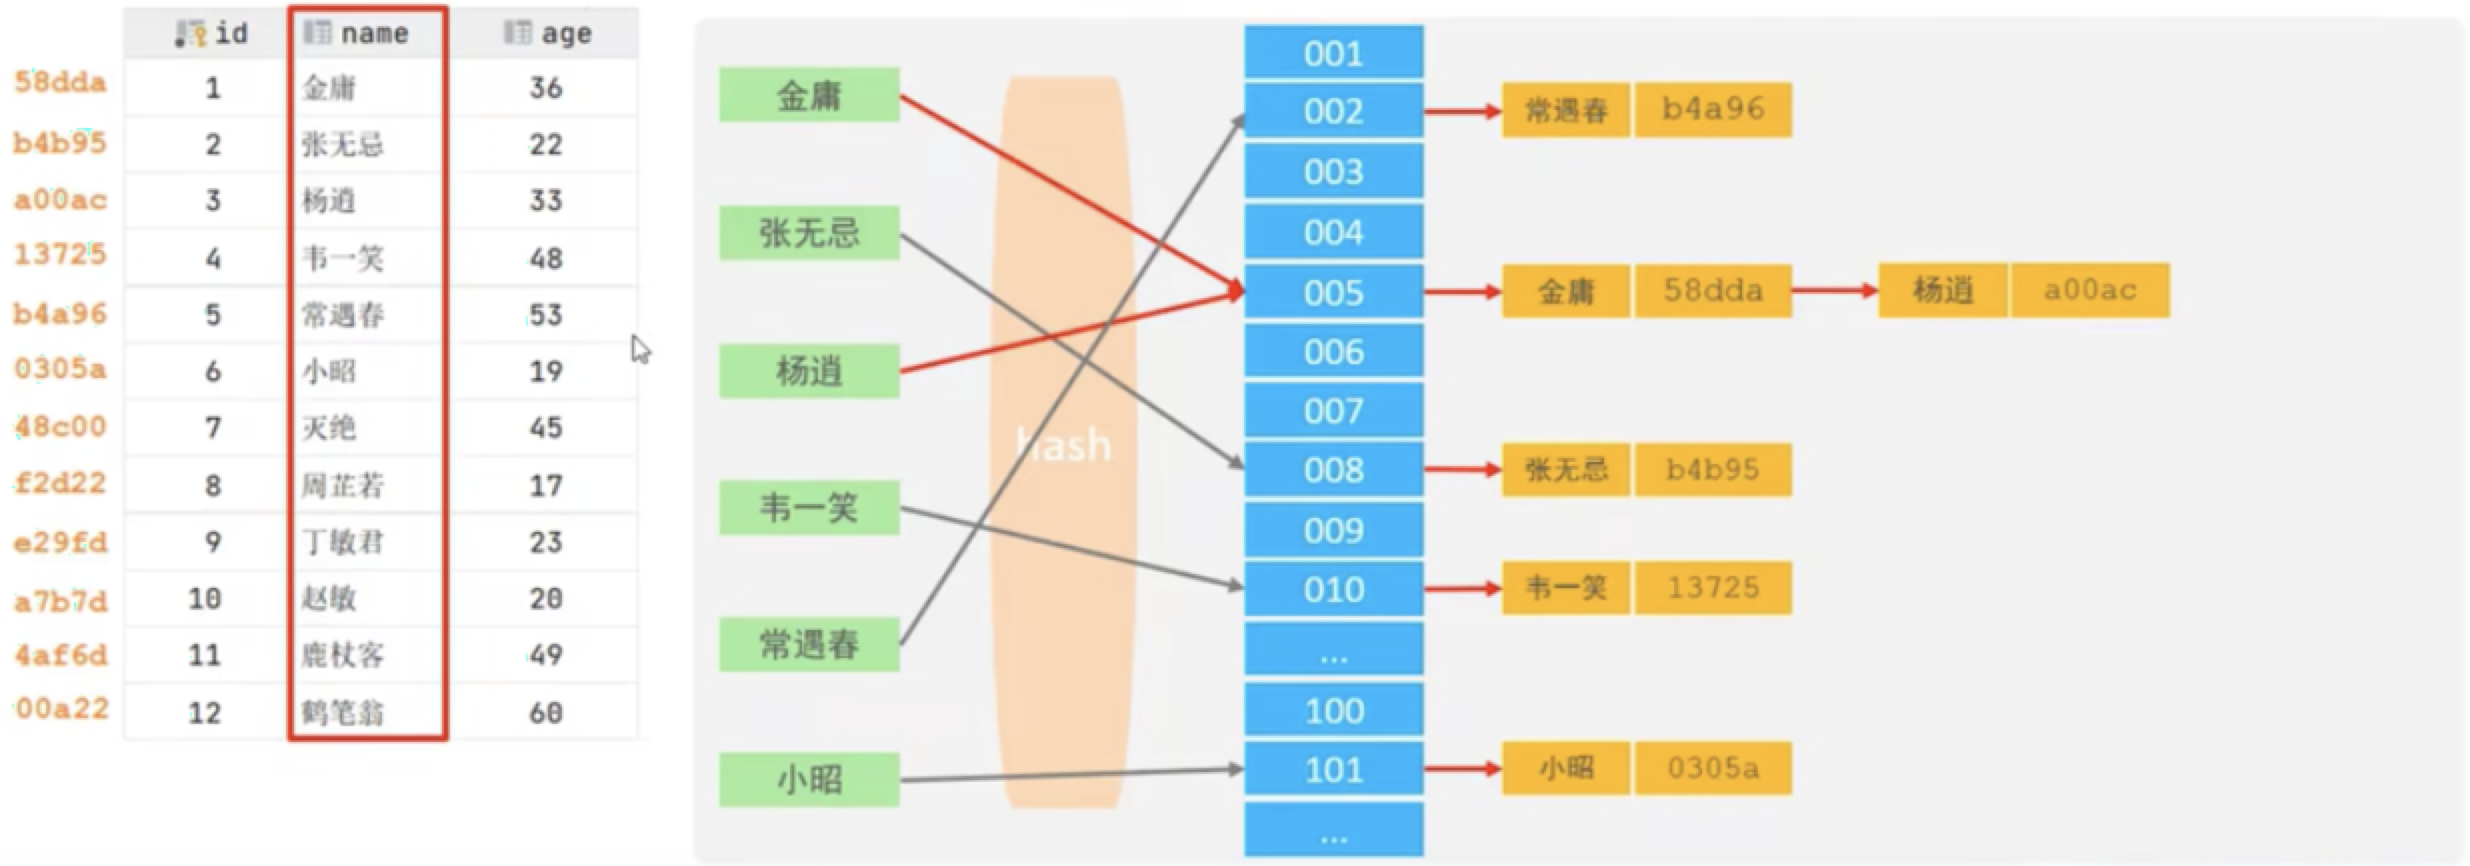 id name age
58dda 1 金庸 36
b4b95 2 张无忌 22
a00ac 3 杨逍 33
13725 4 韦一笑 48
b4a96 5 常遇春 53
0305a 6 小昭 19
48c00 7 灭绝 45
f2d22 8 周芷若 17
e29fd 9 丁敏君 23
a7b7d 10 赵敏 20
4af6d 11 鹿杖客 49
00a22 12 鹤笔翁 60
金庸
张无忌
杨逍
韦一笑
常遇春
小昭
hash
001
002 常遇春 b4a96
003
004
005 金庸 58dda 杨逍 a00ac
006
007
008 张无忌 b4b95
009
010 韦一笑 13725
...
100
101 小昭 0305a
...